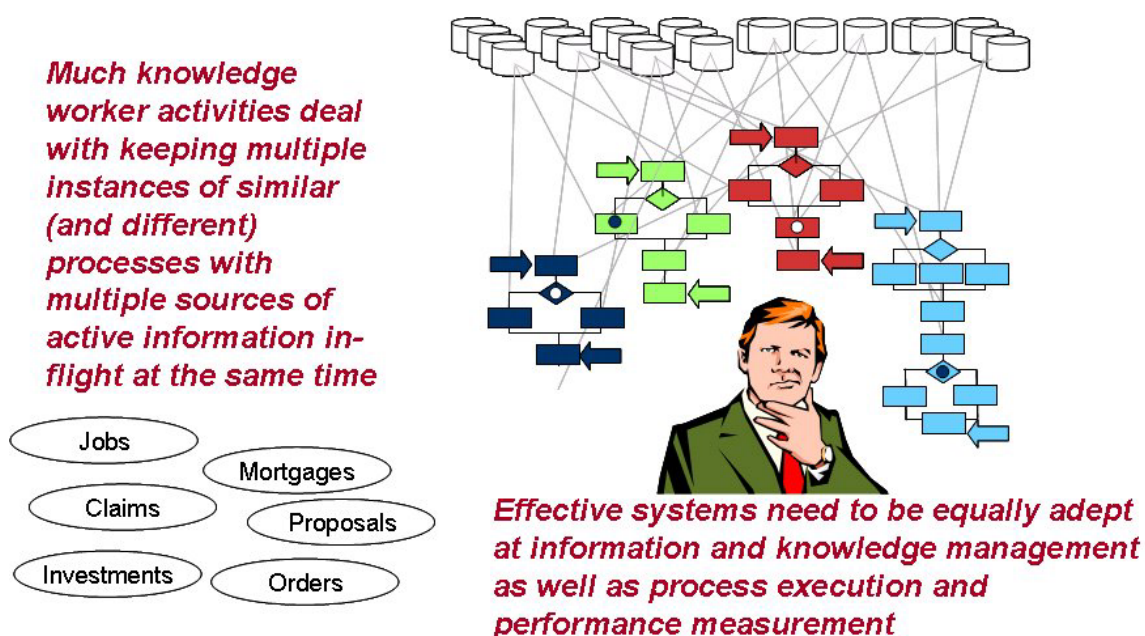 Much knowledge
worker activities deal
with keeping multiple
instances of similar
(and different)
processes with
multiple sources of
active information in-
flight at the same time
Jobs
Mortgages
Claims
Proposals
Investments
Orders
Effective systems need to be equally adept
at information and knowledge management
as well as process execution and
performance measurement